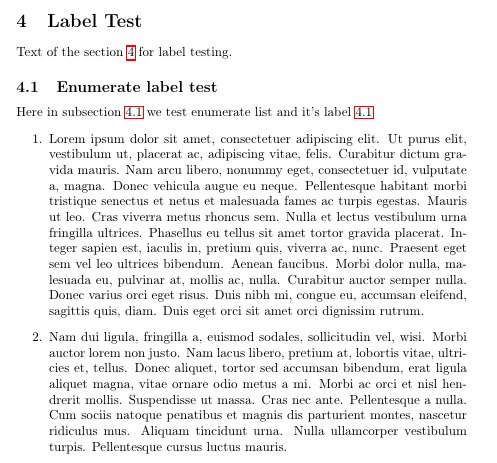 4 Label Test
Text of the section 4 for label testing.
4.1 Enumerate label test
Here in subsection 4.1 we test enumerate list and it's label 4.1
1. Lorem ipsum dolor sit amet, consectetuer adipiscing elit. Ut purus elit,
vestibulum ut, placerat ac, adipiscing vitae, felis. Curabitur dictum gra-
vida mauris. Nam arcu libero, nonummy eget, consectetuer id, vulputate
a, magna. Donec vehicula augue eu neque. Pellentesque habitant morbi
tristique senectus et netus et malesuada fames ac turpis egestas. Mauris
ut leo. Cras viverra metus rhoncus sem. Nulla et lectus vestibulum urna
fringilla ultrices. Phasellus eu tellus sit amet tortor gravida placerat. In-
teger sapien est, iaculis in, pretium quis, viverra ac, nunc. Praesent eget
sem vel leo ultrices bibendum. Aenean faucibus. Morbi dolor nulla, ma-
lesuada eu, pulvinar at, mollis ac, nulla. Curabitur auctor semper nulla.
Donec varius orci eget risus. Duis nibh mi, congue eu, accumsan eleifend,
sagittis quis, diam. Duis eget orci sit amet orci dignissim rutrum.
2. Nam dui ligula, fringilla a, euismod sodales, sollicitudin vel, wisi. Morbi
auctor lorem non justo. Nam lacus libero, pretium at, lobortis vitae, ultri-
cies et, tellus. Donec aliquet, tortor sed accumsan bibendum, erat ligula
aliquet magna, vitae ornare odio metus a mi. Morbi ac orci et nisl hen-
drerit mollis. Suspendisse ut massa. Cras nec ante. Pellentesque a nulla.
Cum sociis natoque penatibus et magnis dis parturient montes, nascetur
ridiculus mus. Aliquam tincidunt urna. Nulla ullamcorper vestibulum
turpis. Pellentesque cursus luctus mauris.